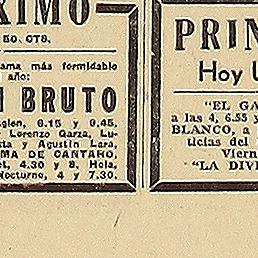 XIMO
50 CTS.
ama más formidable
año:
BRUTO
6.15 y 9.45.
Lorenzo Garza, Lu-
y Agustín Lara,
MA DE CANTARO,
4.30 y 8. Hola,
Nocturno, 4 y 7.30.
PRIN
Hoy
"EL GA
a las 4, 6.55 y
BLANCO, a
ticias del
Viern
"LA DIVI